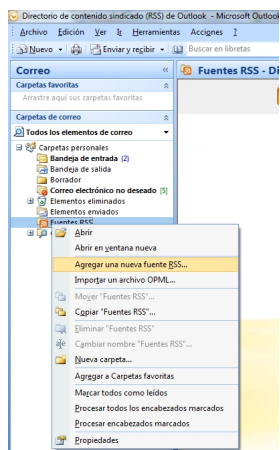 Directorio de contenido sindicado (RSS) de Outlook - Microsoft Outlook
Archivo Edición Ver Ir Herramientas Acciones ?
Nuevo Enviar y recibir Buscar en libretas
Correo «
Fuentes RSS - Di
Carpetas favoritas
Arrastre aquí sus carpetas favoritas
Carpetas de correo
Todos los elementos de correo
Carpetas personales
Bandeja de entrada (2)
Bandeja de salida
Borrador
Correo electrónico no deseado [5]
Elementos eliminados
Elementos enviados
Fuentes RSS
Abrir
Abrir en ventana nueva
Agregar una nueva fuente RSS...
Importar un archivo OPML...
Mover "Fuentes RSS"...
Copiar "Fuentes RSS"...
Eliminar "Fuentes RSS"
Cambiar nombre "Fuentes RSS"...
Nueva carpeta...
Agregar a Carpetas favoritas
Marcar todos como leídos
Procesar todos los encabezados marcados
Procesar encabezados marcados
Propiedades